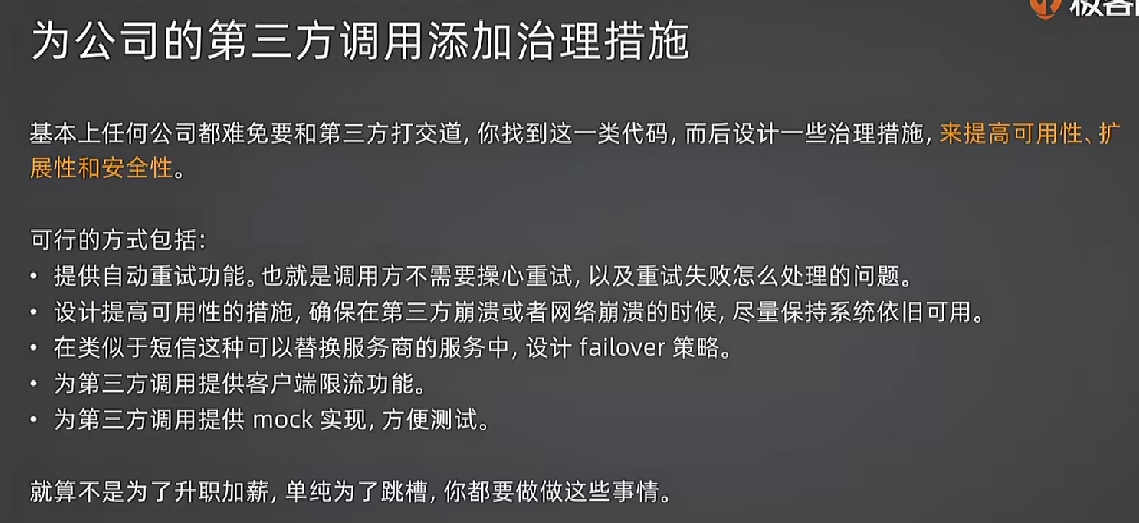 极客
为公司的第三方调用添加治理措施
基本上任何公司都难免要和第三方打交道, 你找到这一类代码, 而后设计一些治理措施, 来提高可用性、扩
展性和安全性。
可行的方式包括:
• 提供自动重试功能。也就是调用方不需要操心重试, 以及重试失败怎么处理的问题。
• 设计提高可用性的措施, 确保在第三方崩溃或者网络崩溃的时候, 尽量保持系统依旧可用。
• 在类似于短信这种可以替换服务商的服务中, 设计 failover 策略。
• 为第三方调用提供客户端限流功能。
• 为第三方调用提供 mock 实现, 方便测试。
就算不是为了升职加薪, 单纯为了跳槽, 你都要做做这些事情。